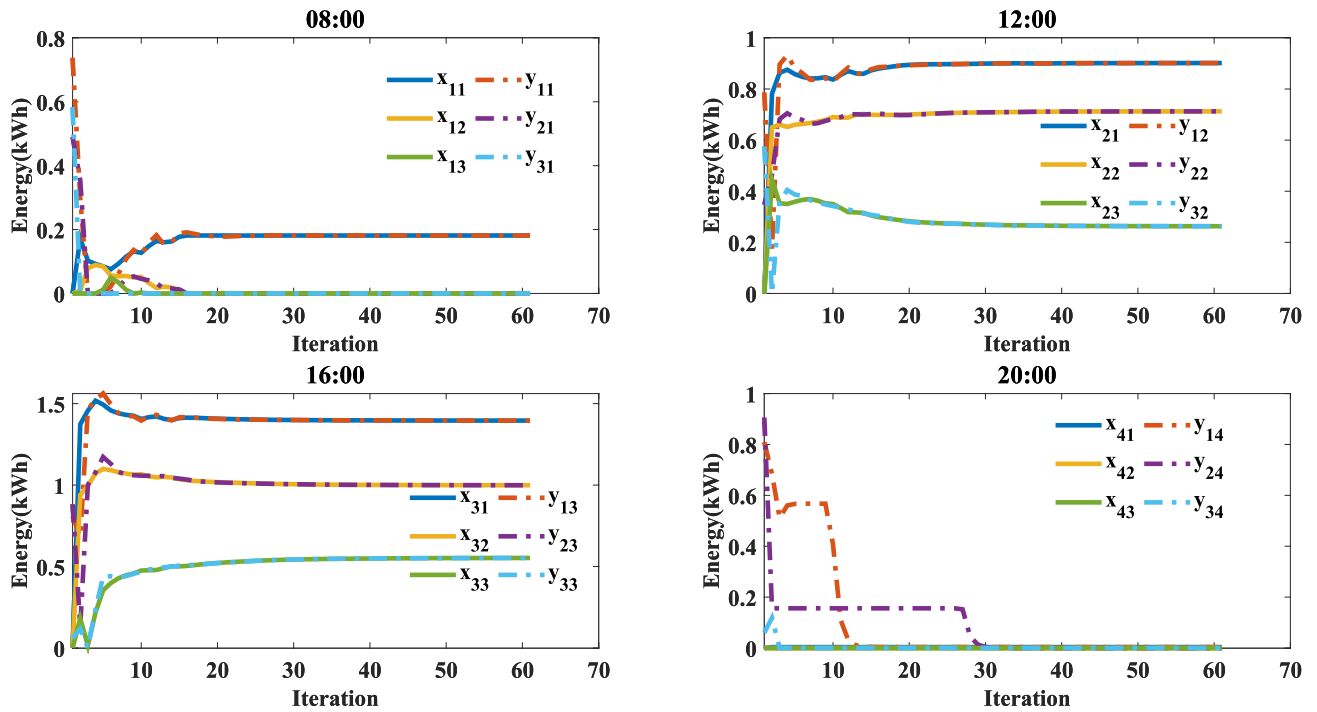 08:00
Energy(kWh)
0.8
0.6
0.4
0.2
0
x11 y11
x12 y21
x13 y31
10 20 30 40 50 60 70
Iteration
12:00
Energy(kWh)
1
0.8
0.6
0.4
0.2
0
x21 y12
x22 y22
x23 y32
10 20 30 40 50 60 70
Iteration
16:00
Energy(kWh)
1.5
1
0.5
0
x31 y13
x32 y23
x33 y33
10 20 30 40 50 60 70
Iteration
20:00
Energy(kWh)
1
0.8
0.6
0.4
0.2
0
x41 y14
x42 y24
x43 y34
10 20 30 40 50 60 70
Iteration